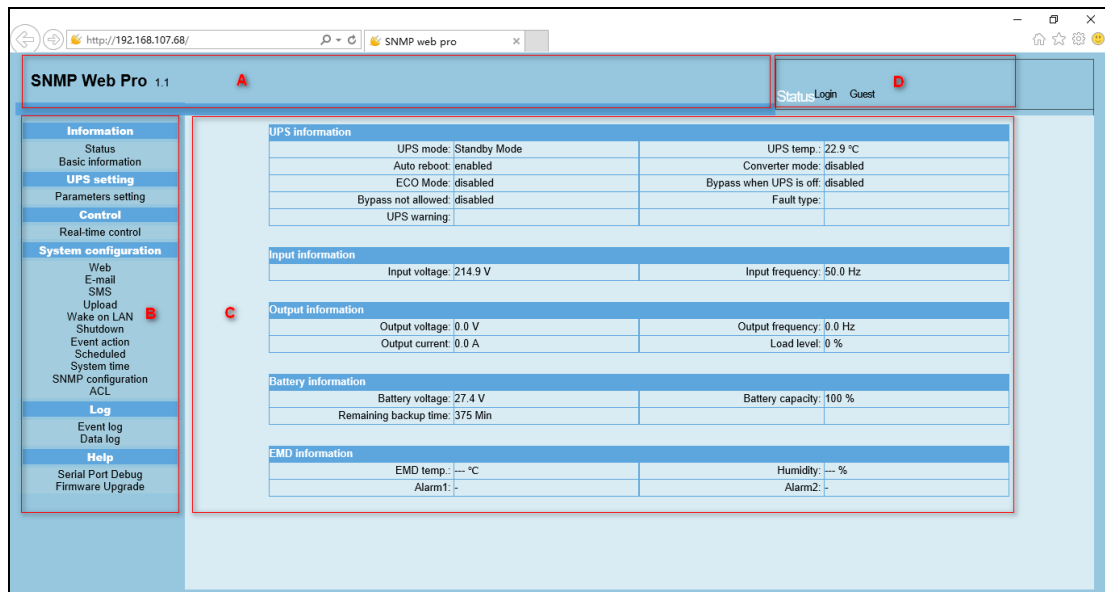 http://192.168.107.68/
SNMP web pro
SNMP Web Pro 1.1
A
Status Login Guest
D
Information
Status
Basic information
UPS setting
Parameters setting
Control
Real-time control
System configuration
Web
E-mail
SMS
Upload
Wake on LAN
Shutdown
Event action
Scheduled
System time
SNMP configuration
ACL
Log
Event log
Data log
Help
Serial Port Debug
Firmware Upgrade
B
C
UPS information
UPS mode: Standby Mode UPS temp.: 22.9 ℃
Auto reboot: enabled Converter mode: disabled
ECO Mode: disabled Bypass when UPS is off: disabled
Bypass not allowed: disabled Fault type:
UPS warning:
Input information
Input voltage: 214.9 V Input frequency: 50.0 Hz
Output information
Output voltage: 0.0 V Output frequency: 0.0 Hz
Output current: 0.0 A Load level: 0 %
Battery information
Battery voltage: 27.4 V Battery capacity: 100 %
Remaining backup time: 375 Min
EMD information
EMD temp.: --- ℃ Humidity: --- %
Alarm1: - Alarm2: -